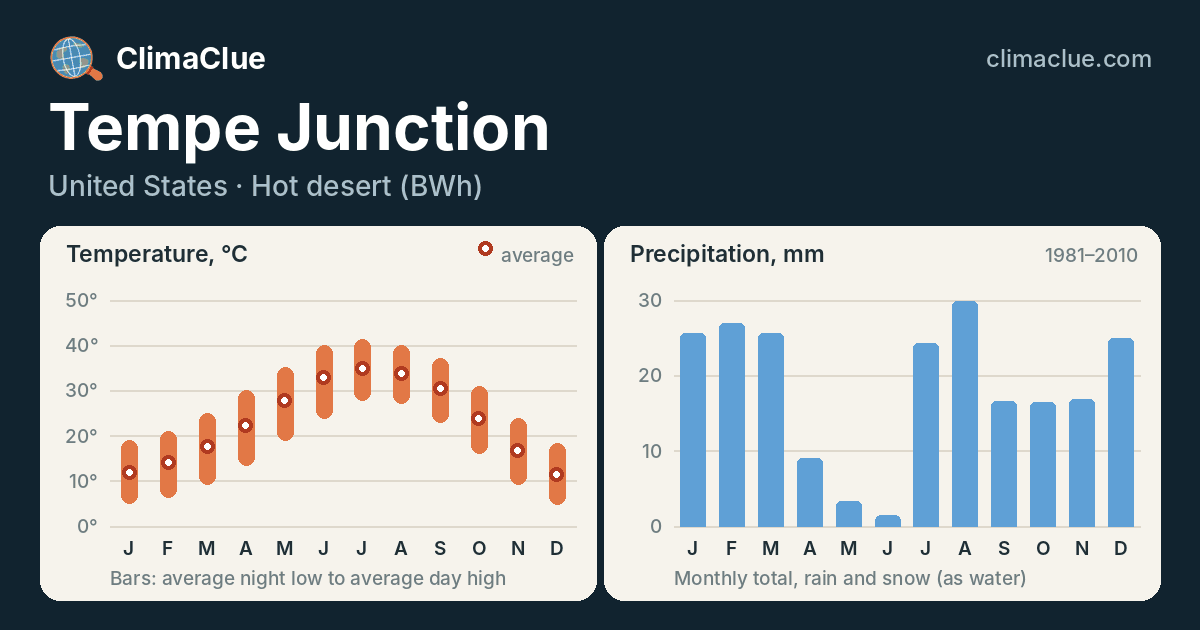 ClimaClue
climaclue.com
Tempe Junction
United States · Hot desert (BWh)
Temperature, °C
average
50°
40°
30°
20°
10°
0°
J F M A M J J A S O N D
Bars: average night low to average day high
Precipitation, mm
1981–2010
30
20
10
0
J F M A M J J A S O N D
Monthly total, rain and snow (as water)